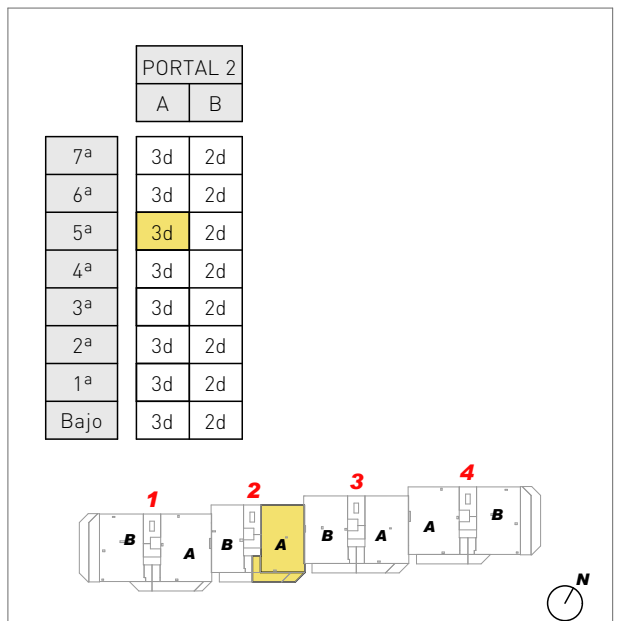 PORTAL 2
A B
7ª 3d 2d
6ª 3d 2d
5ª 3d 2d
4ª 3d 2d
3ª 3d 2d
2ª 3d 2d
1ª 3d 2d
Bajo 3d 2d
1 2 3 4
B A B A B A A B
N